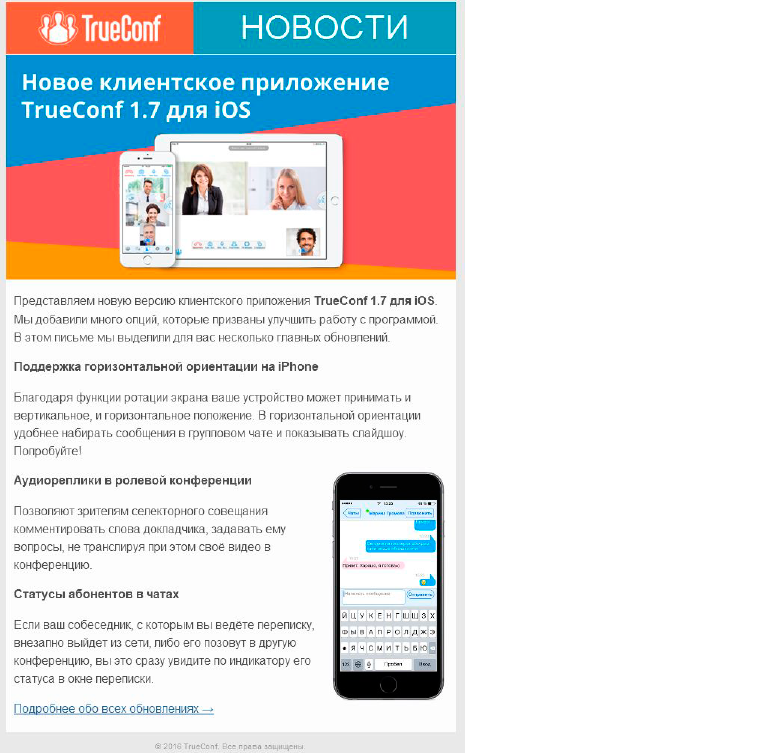 TrueConf НОВОСТИ
Новое клиентское приложение
TrueConf 1.7 для iOS
Представляем новую версию клиентского приложения TrueConf 1.7 для iOS.
Мы добавили много опций, которые призваны улучшить работу с программой.
В этом письме мы выделили для вас несколько главных обновлений.
Поддержка горизонтальной ориентации на iPhone
Благодаря функции ротации экрана ваше устройство может принимать и
вертикальное, и горизонтальное положение. В горизонтальной ориентации
удобнее набирать сообщения в групповом чате и показывать слайдшоу.
Попробуйте!
Аудиореплики в ролевой конференции
Позволяют зрителям селекторного совещания
комментировать слова докладчика, задавать ему
вопросы, не транслируя при этом своё видео в
конференцию.
Статусы абонентов в чатах
Если ваш собеседник, с которым вы ведёте переписку,
внезапно выйдет из сети, либо его позовут в другую
конференцию, вы это сразу увидите по индикатору его
статуса в окне переписки.
Чаты
Позвонить
Привет. Хорошо, я готовлю.
Отправить
Й Ц У К Е Н Г Ш Щ З Х
Ф Ы В А П Р О Л Д Ж Э
Я Ч С М И Т Ь Б Ю
123 Пробел Ввод
Подробнее обо всех обновлениях →
© 2016 TrueConf. Все права защищены.